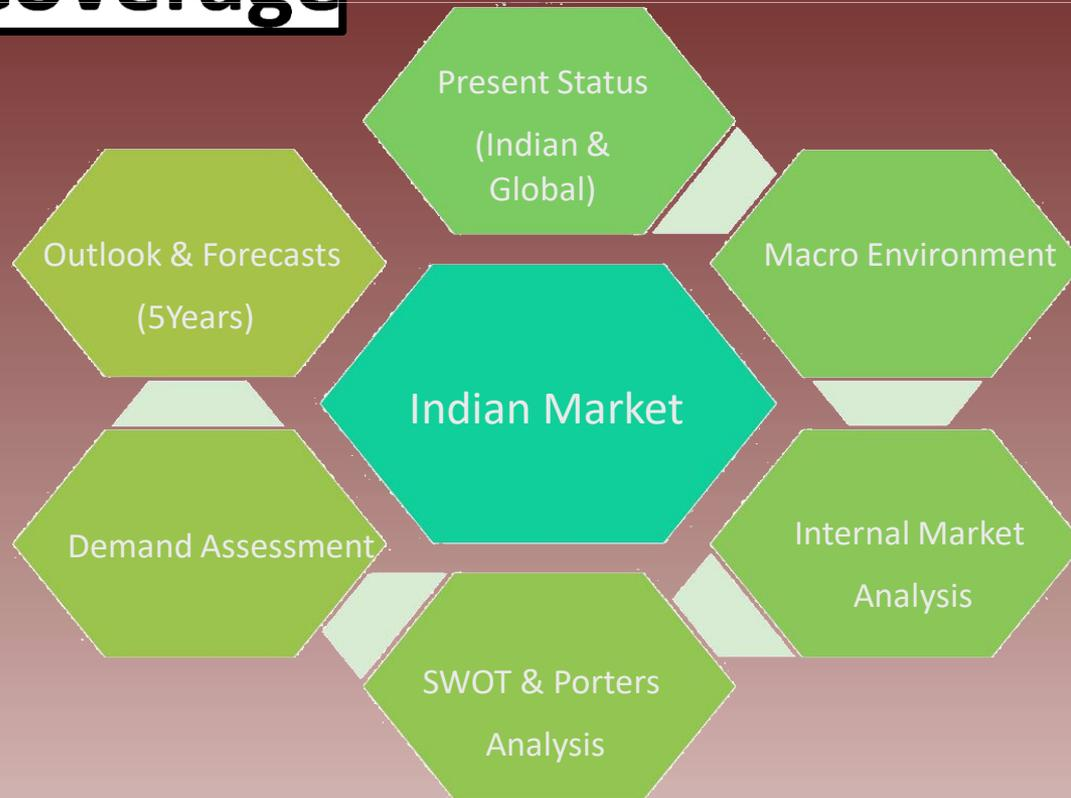 Coverage
Present Status
(Indian &
Global)
Outlook & Forecasts
(5Years)
Macro Environment
Indian Market
Demand Assessment
Internal Market
Analysis
SWOT & Porters
Analysis